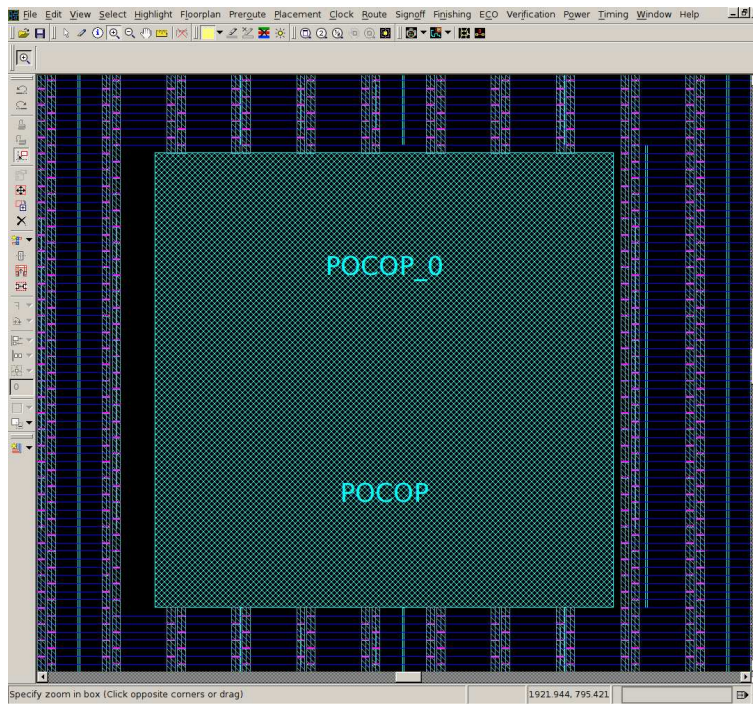 File Edit View Select Highlight Floorplan Preroute Placement Clock Route Signoff Finishing ECO Verification Power Timing Window Help
POCOP_0
POCOP
0
Specify zoom in box (Click opposite corners or drag) 1921.944, 795.421